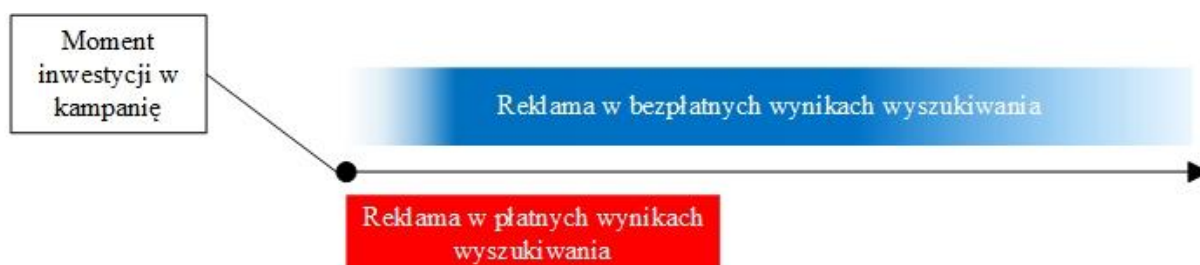 Moment
inwestycji w
kampanię
Reklama w bezpłatnych wynikach wyszukiwania
Reklama w płatnych wynikach
wyszukiwania